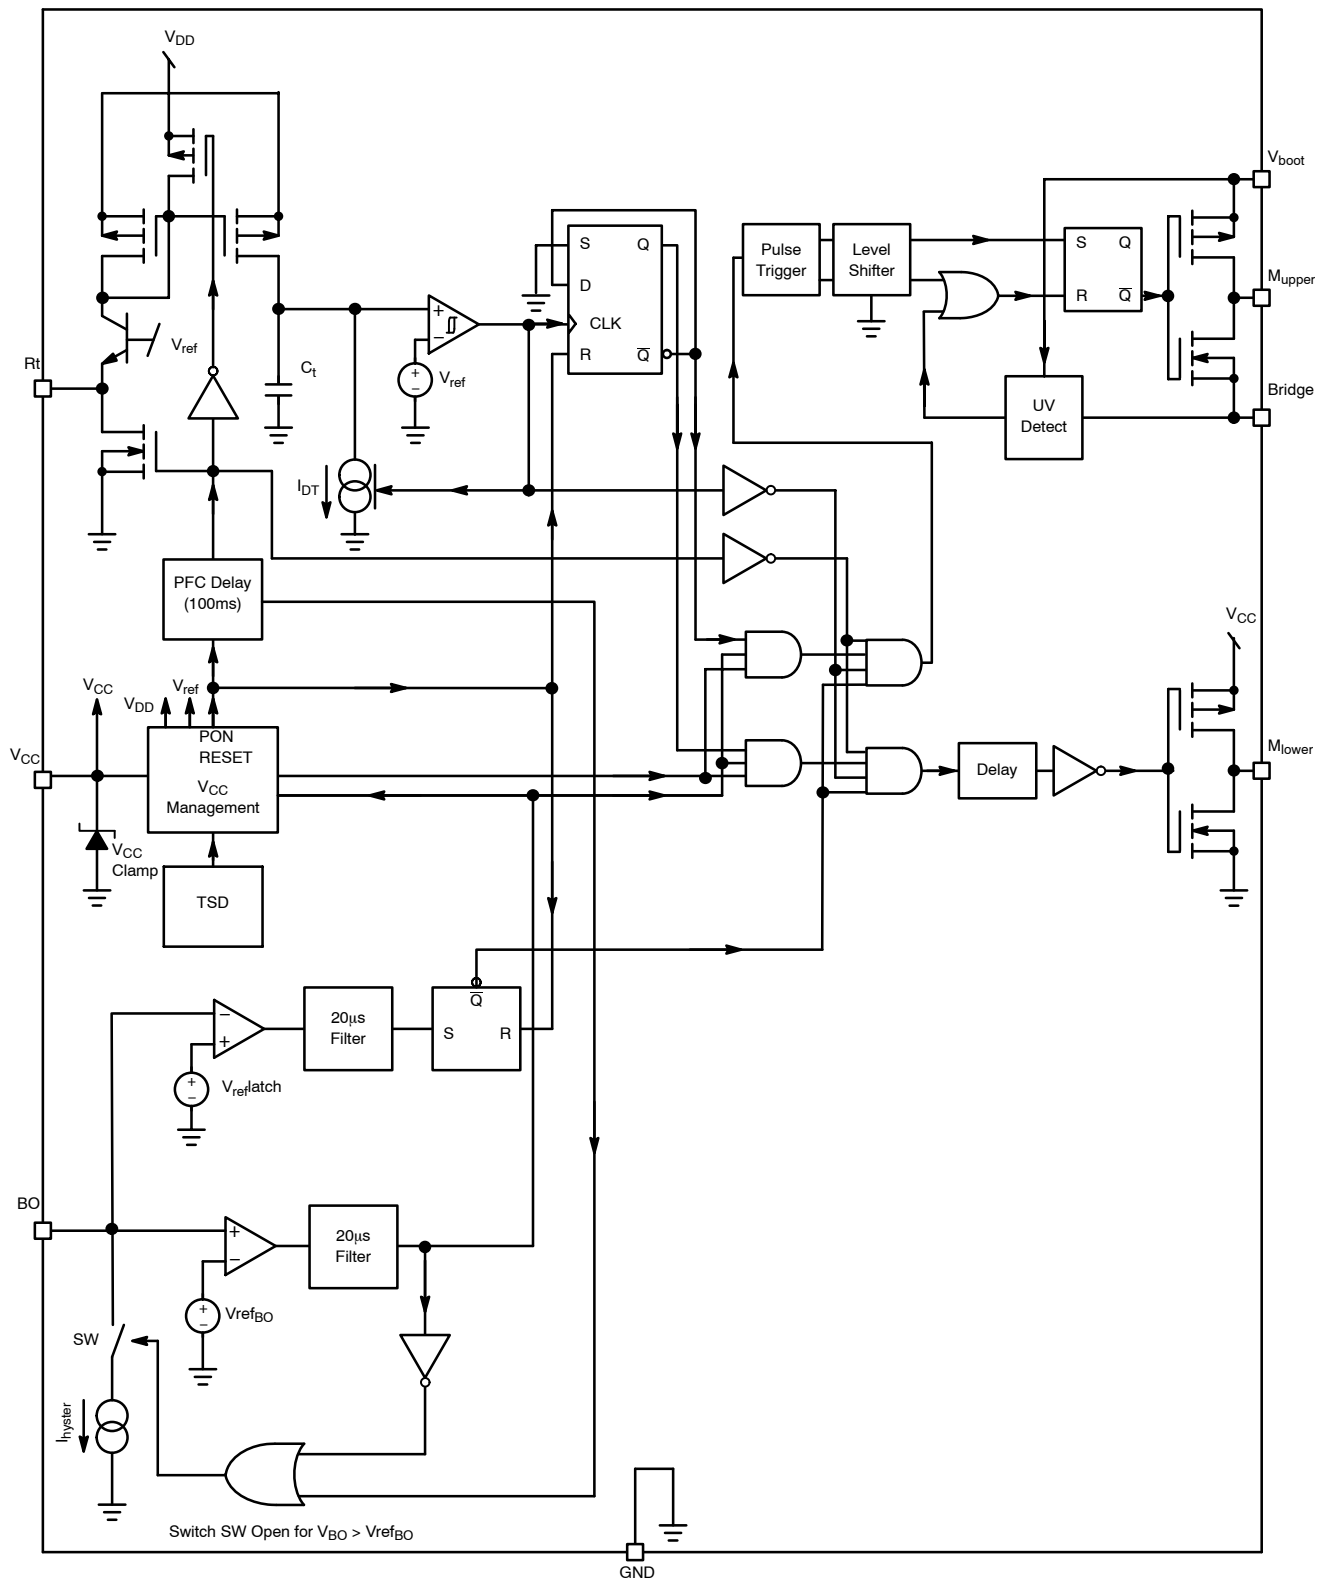 VDD
Vboot
S Q
Pulse
Trigger
Level
Shifter
S Q
D
Mupper
R Q̅
CLK
Vref
Rt
R Q̅
Ct
Vref
Bridge
UV
Detect
IDT
PFC Delay
(100ms)
VCC
VCC
Vref
VDD
PON
RESET
VCC
Mlower
Delay
VCC
Management
VCC
Clamp
TSD
Q̅
20μs
Filter
S R
Vreflatch
BO
20μs
Filter
VrefBO
SW
Ihyster
Switch SW Open for VBO > VrefBO
GND